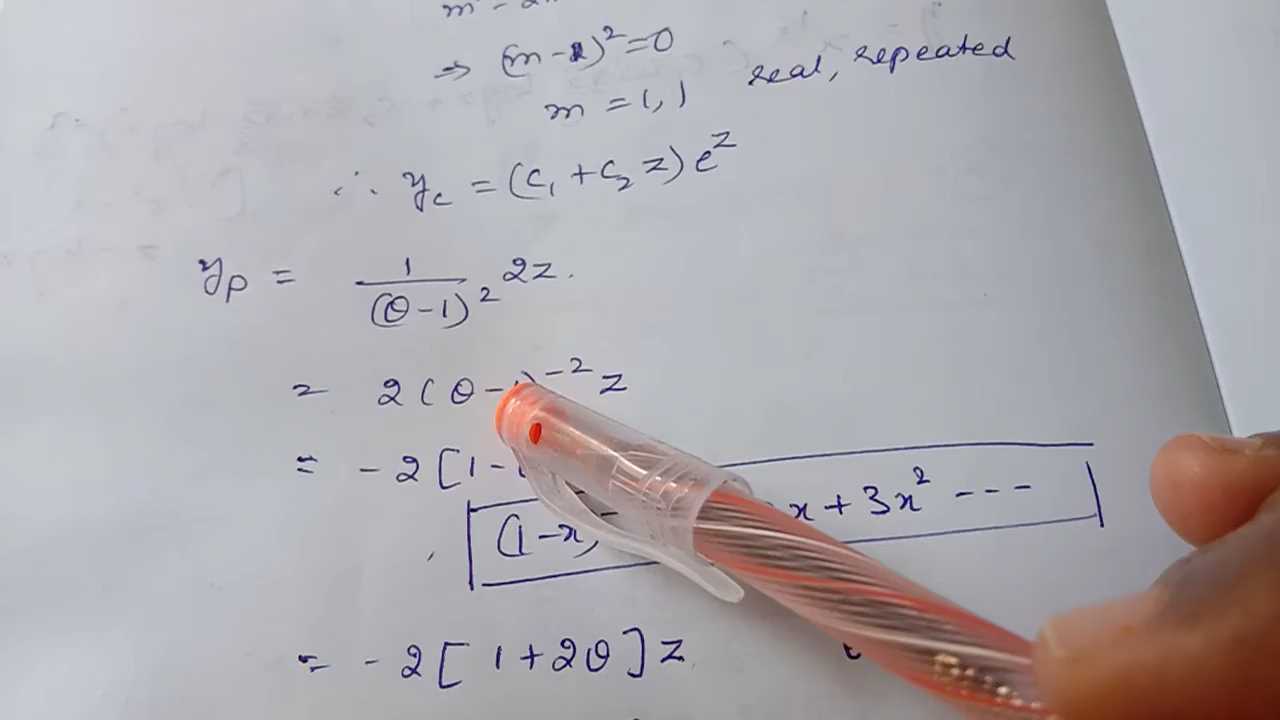 ⇒ (m-1)²=0
m = 1, 1 real, repeated
∴ y_c = (c₁ + c₂ z) e^z
y_p = 1/(θ-1)² 2z.
= 2(θ- )⁻² z
= -2[1-
(1-x) x + 3x² ---
= -2[1+2θ]z